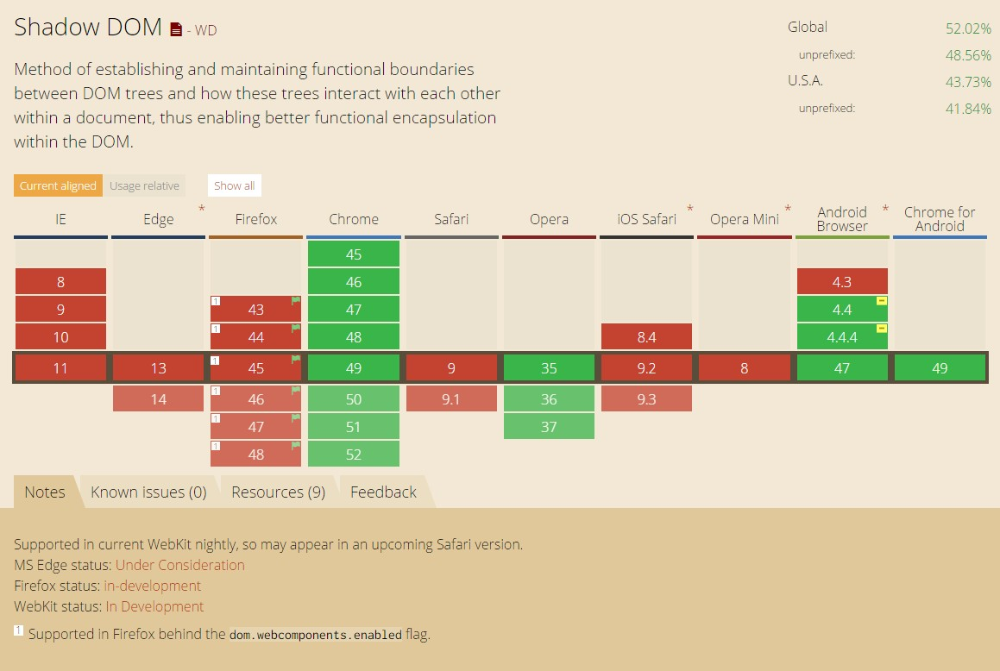 Shadow DOM - WD
Global 52.02%
unprefixed: 48.56%
U.S.A. 43.73%
unprefixed: 41.84%
Method of establishing and maintaining functional boundaries
between DOM trees and how these trees interact with each other
within a document, thus enabling better functional encapsulation
within the DOM.
Current aligned Usage relative Show all
IE Edge * Firefox Chrome Safari Opera iOS Safari * Opera Mini * Android Browser * Chrome for Android
45
8 46 4.3
9 1 43 47 4.4
10 1 44 48 8.4 4.4.4
11 13 1 45 49 9 35 9.2 8 47 49
14 1 46 50 9.1 36 9.3
1 47 51 37
1 48 52
Notes Known issues (0) Resources (9) Feedback
Supported in current WebKit nightly, so may appear in an upcoming Safari version.
MS Edge status: Under Consideration
Firefox status: in-development
WebKit status: In Development
1 Supported in Firefox behind the dom.webcomponents.enabled flag.